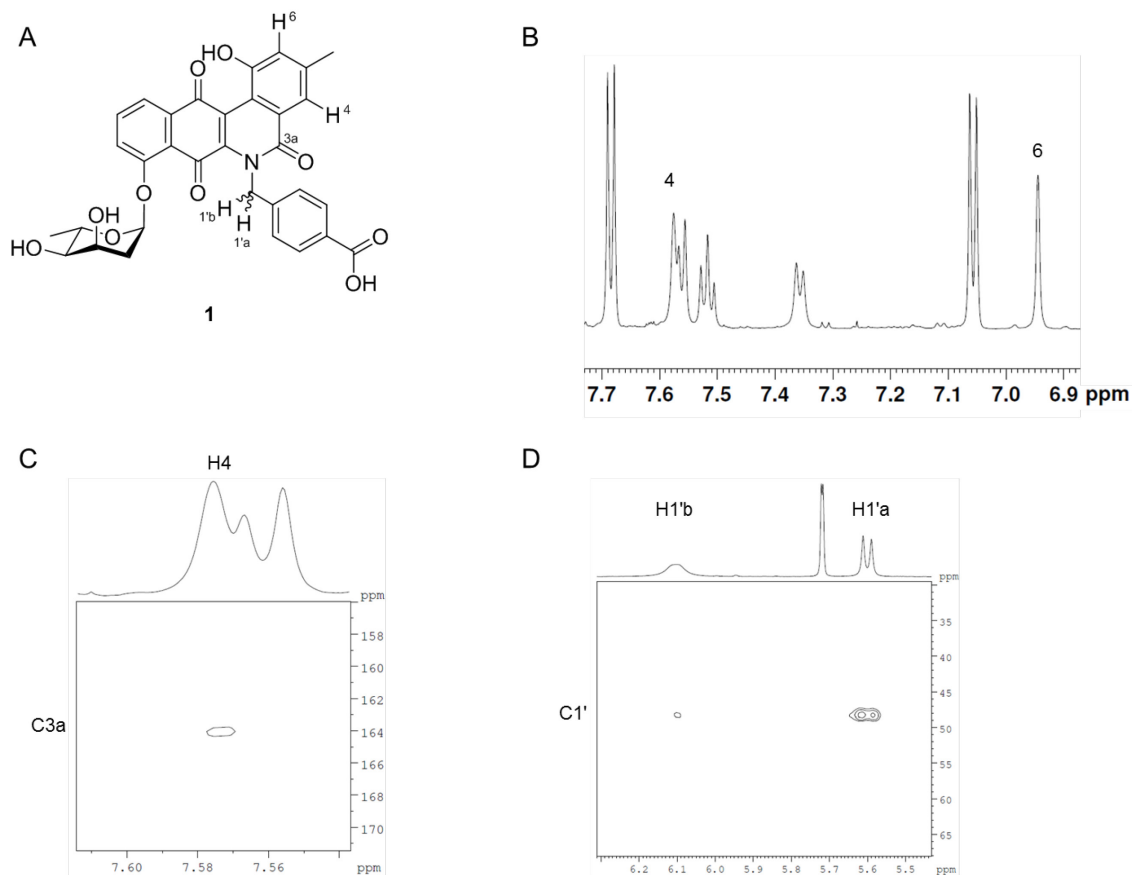 A
H 6
HO
O
O
H 4
3a
N
O
O
O
H H
1'b
1'a
OH
O
HO
O
OH
1
B
4
6
7.7 7.6 7.5 7.4 7.3 7.2 7.1 7.0 6.9 ppm
C
H4
ppm
158
160
162
C3a
164
166
168
170
7.60 7.58 7.56 ppm
D
H1'b
H1'a
ppm
35
40
45
C1'
50
55
60
65
6.2 6.1 6.0 5.9 5.8 5.7 5.6 5.5 ppm